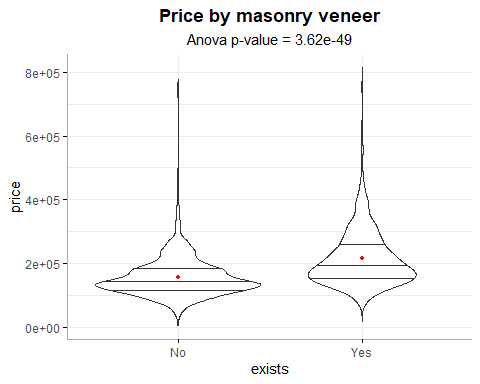 Price by masonry veneer
Anova p-value = 3.62e-49
8e+05
6e+05
4e+05
2e+05
0e+00
price
No
Yes
exists